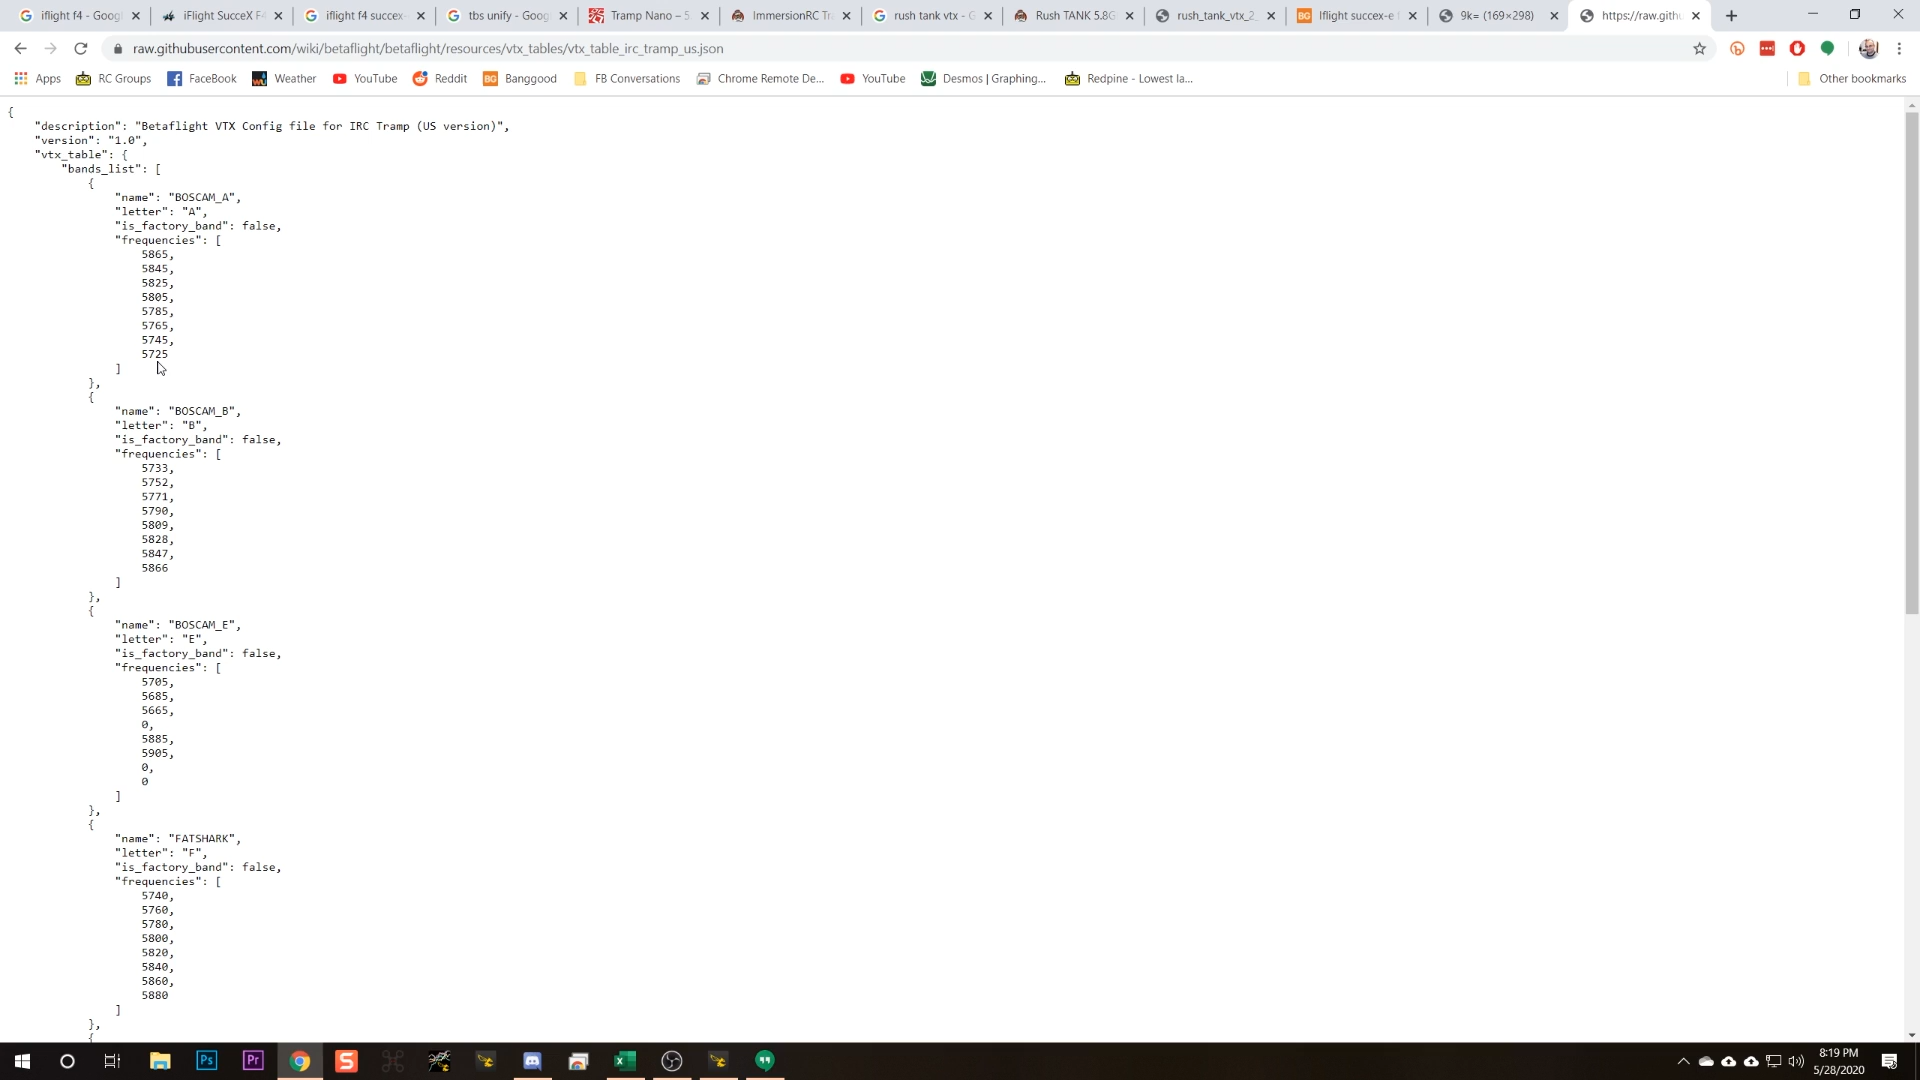 iflight f4 - Goog
iFlight SucceX F4
iflight f4 succex-
tbs unify - Goog
Tramp Nano – 5
ImmersionRC Tr
rush tank vtx - G
Rush TANK 5.8G
rush_tank_vtx_2
Iflight succex-e
9k= (169×298)
https://raw.gith
raw.githubusercontent.com/wiki/betaflight/betaflight/resources/vtx_tables/vtx_table_irc_tramp_us.json
Apps
RC Groups
FaceBook
Weather
YouTube
Reddit
BG
Banggood
FB Conversations
Chrome Remote De...
YouTube
Desmos | Graphing...
Redpine - Lowest la...
Other bookmarks
{
"description": "Betaflight VTX Config file for IRC Tramp (US version)",
"version": "1.0",
"vtx_table": {
"bands_list": [
{
"name": "BOSCAM_A",
"letter": "A",
"is_factory_band": false,
"frequencies": [
5865,
5845,
5825,
5805,
5785,
5765,
5745,
5725
]
},
{
"name": "BOSCAM_B",
"letter": "B",
"is_factory_band": false,
"frequencies": [
5733,
5752,
5771,
5790,
5809,
5828,
5847,
5866
]
},
{
"name": "BOSCAM_E",
"letter": "E",
"is_factory_band": false,
"frequencies": [
5705,
5685,
5665,
0,
5885,
5905,
0,
0
]
},
{
"name": "FATSHARK",
"letter": "F",
"is_factory_band": false,
"frequencies": [
5740,
5760,
5780,
5800,
5820,
5840,
5860,
5880
]
},
{
Ps
Pr
S
8:19 PM
5/28/2020